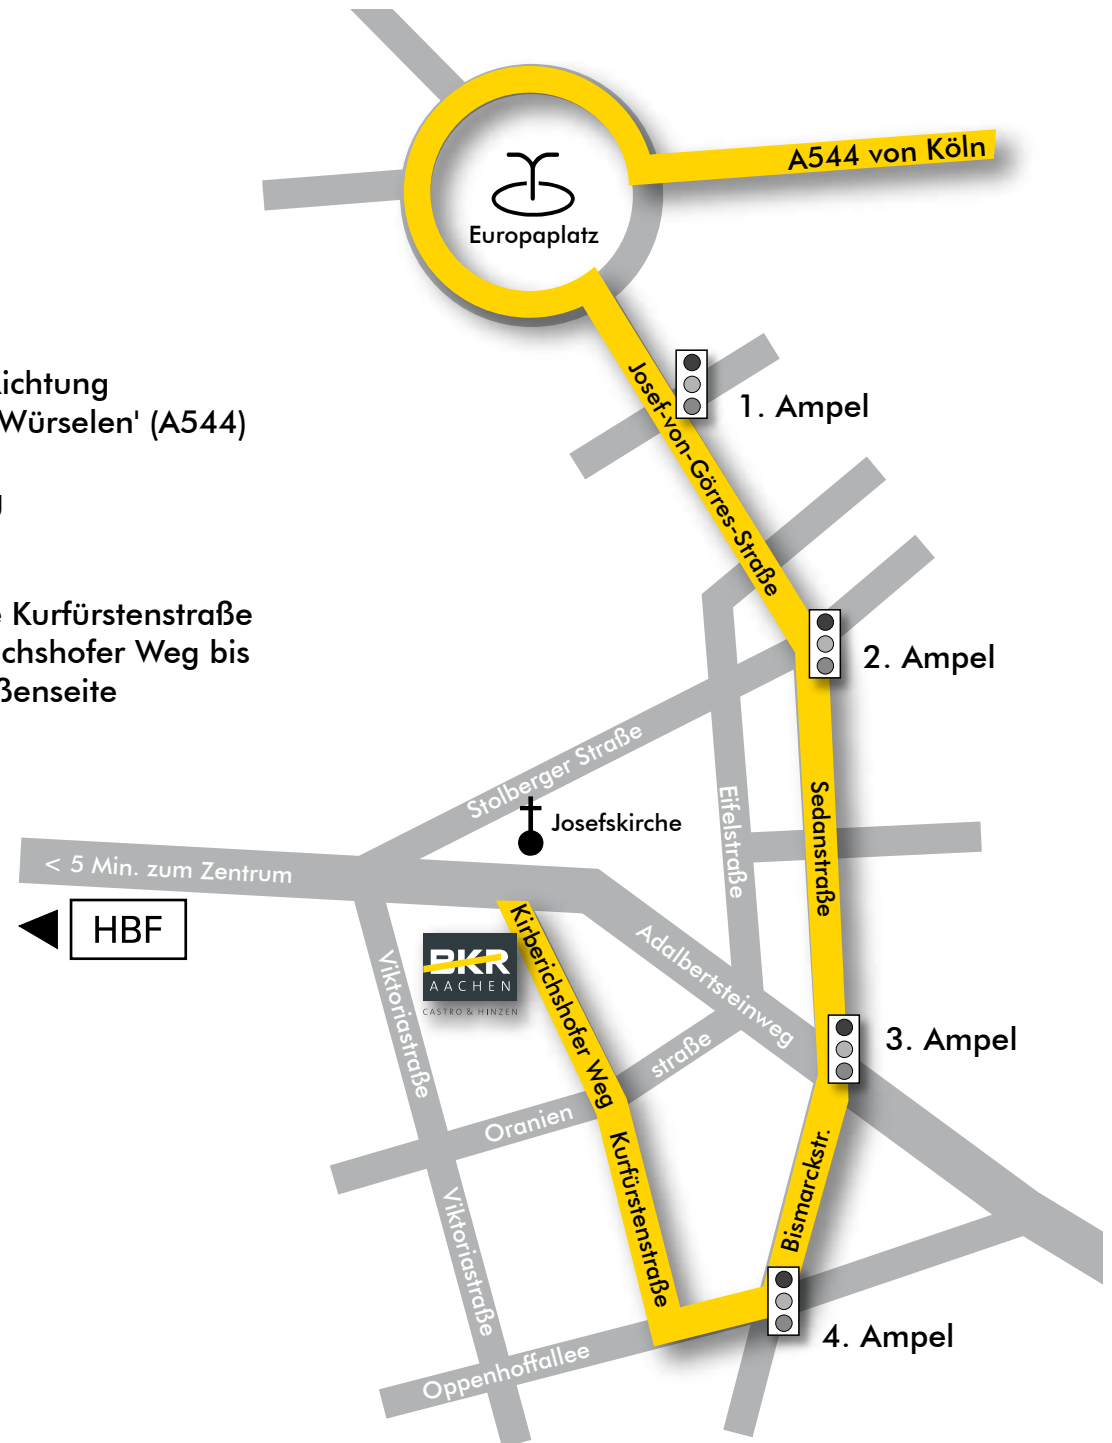 A544 von Köln
Europaplatz
ichtung
Würselen' (A544)
Josef-von-Görres-Straße
1. Ampel
Kurfürstenstraße
chshofer Weg bis
ßenseite
2. Ampel
Stolberger Straße
Josefskirche
Eifelstraße
Sedanstraße
< 5 Min. zum Zentrum
HBF
BKR
AACHEN
CASTRO & HINZEN
Kirberichshofer Weg
Adalbertsteinweg
Viktoriastraße
3. Ampel
Oranien
straße
Kurfürstenstraße
Bismarckstr.
Viktoriastraße
4. Ampel
Oppenhoffallee